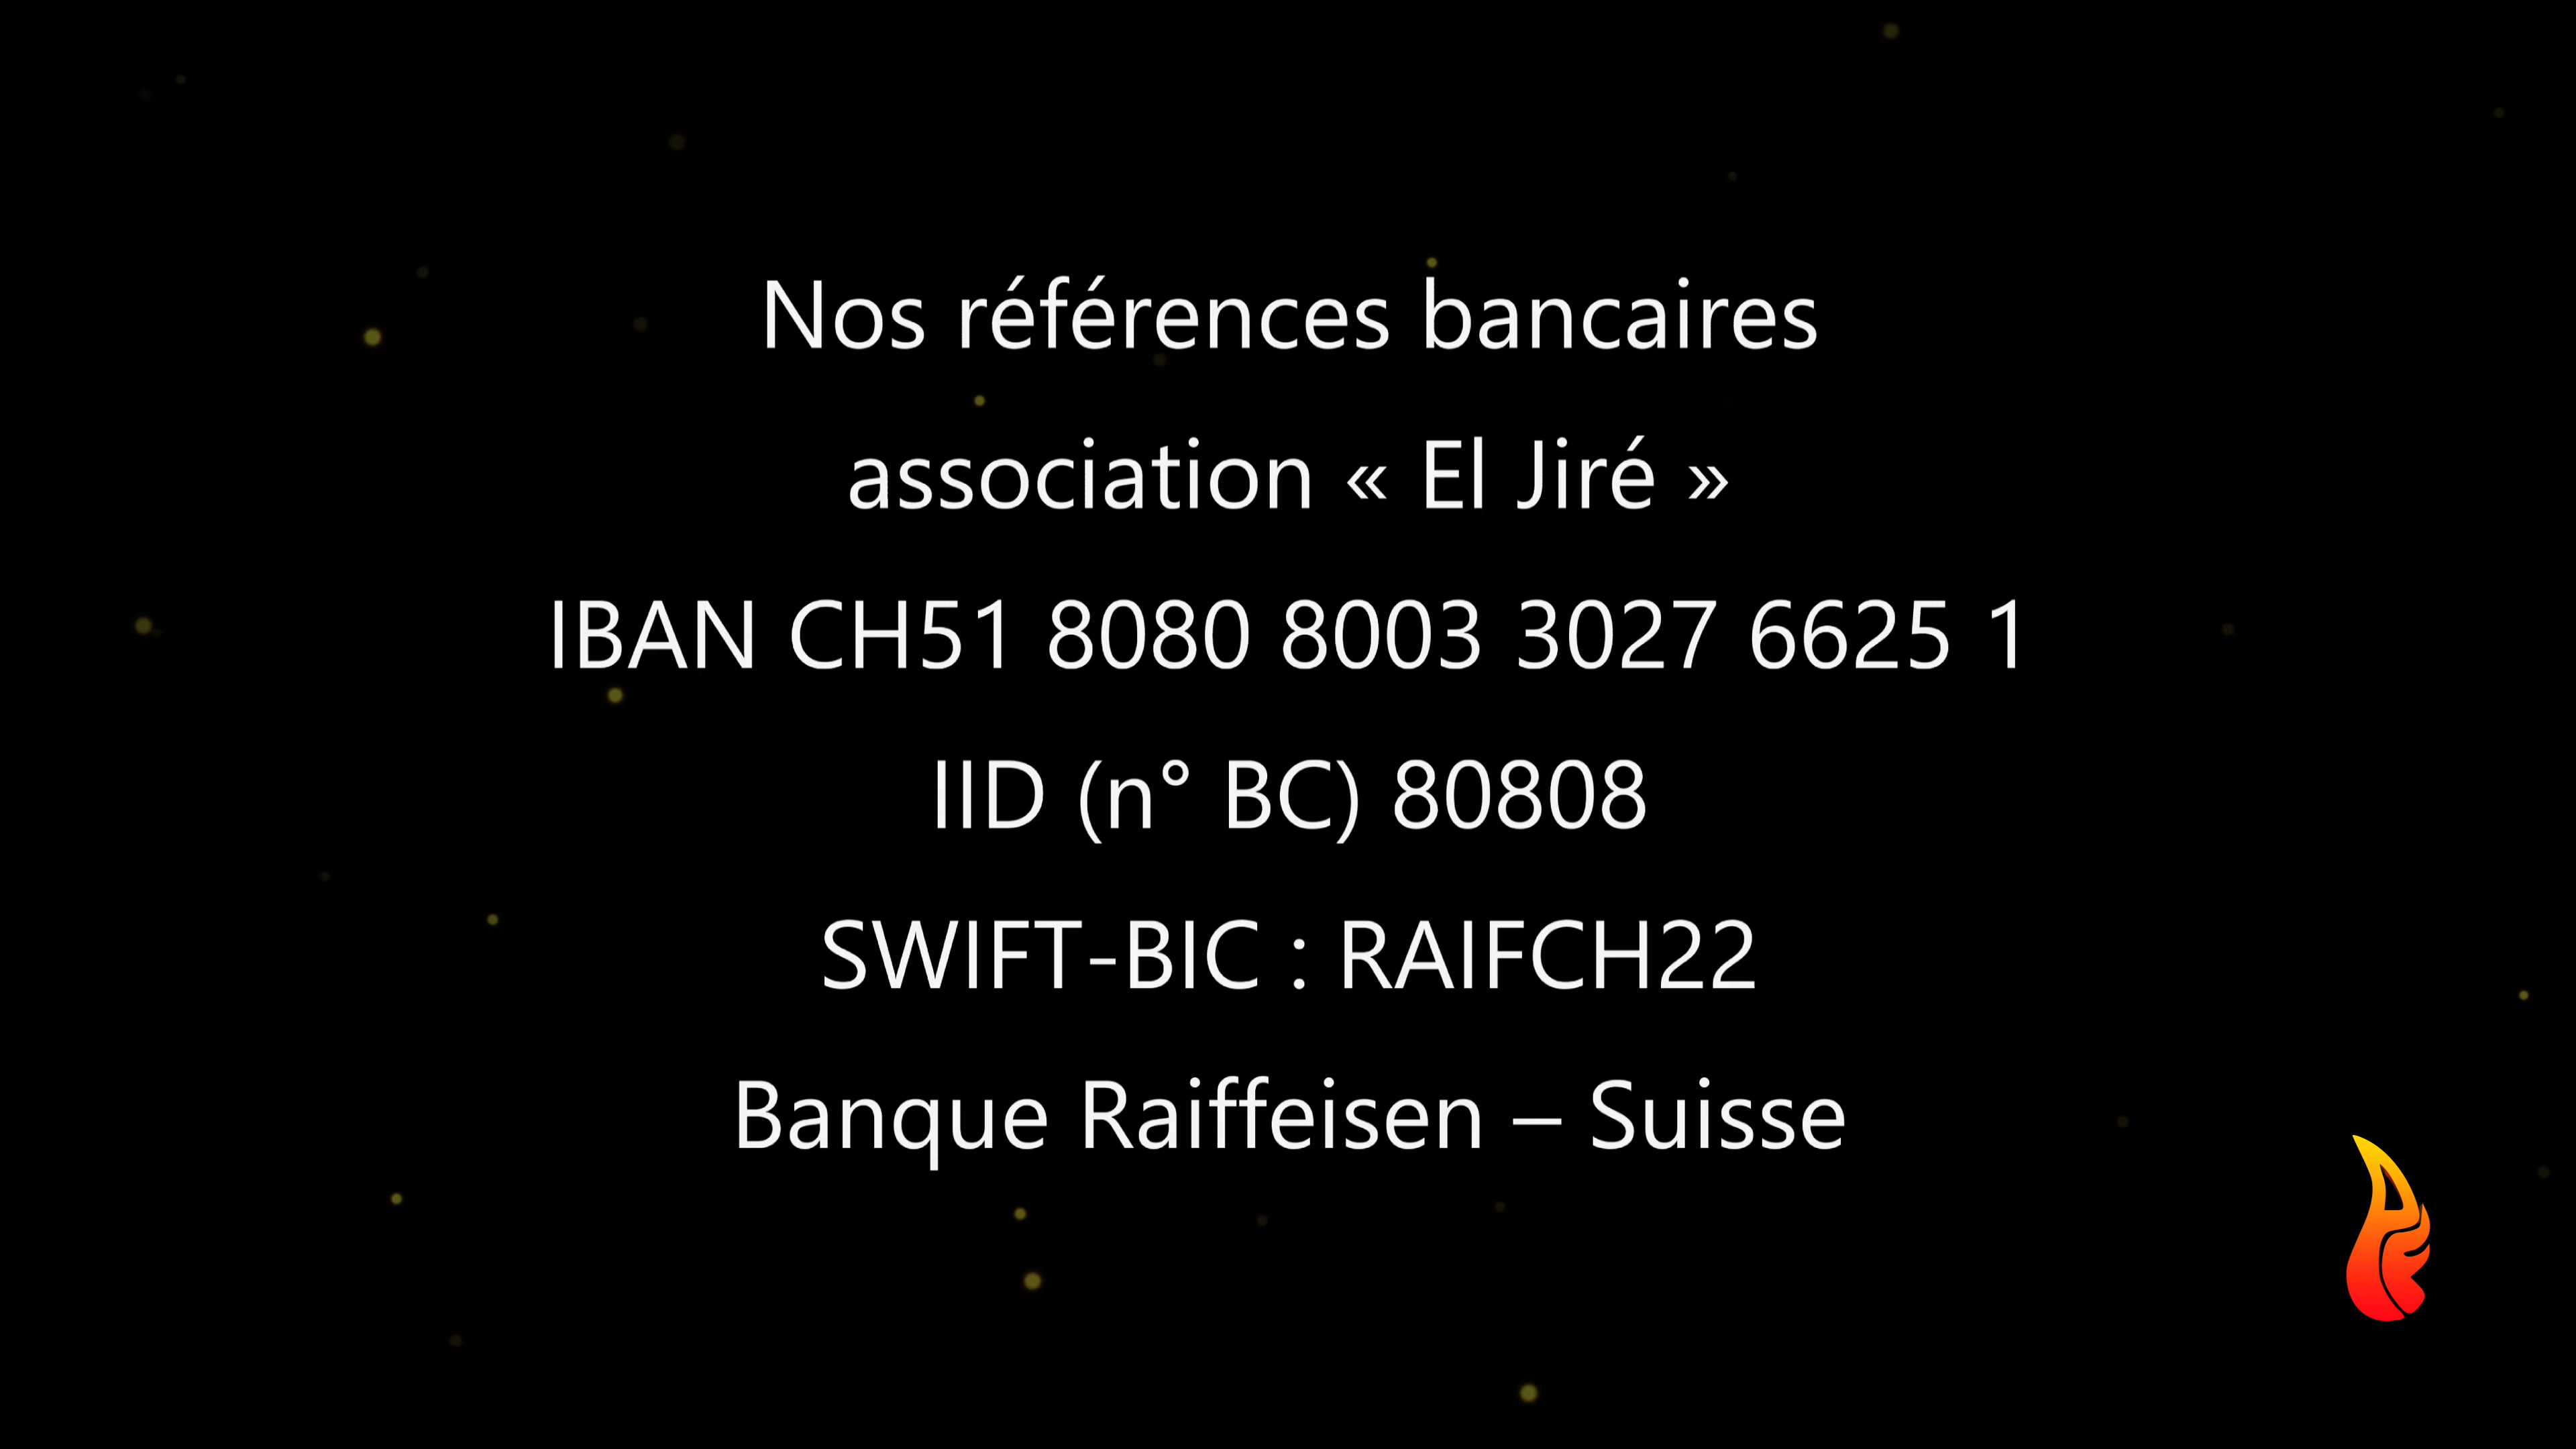 Nos références bancaires
association « El Jiré »
IBAN CH51 8080 8003 3027 6625 1
IID (n° BC) 80808
SWIFT-BIC : RAIFCH22
Banque Raiffeisen – Suisse